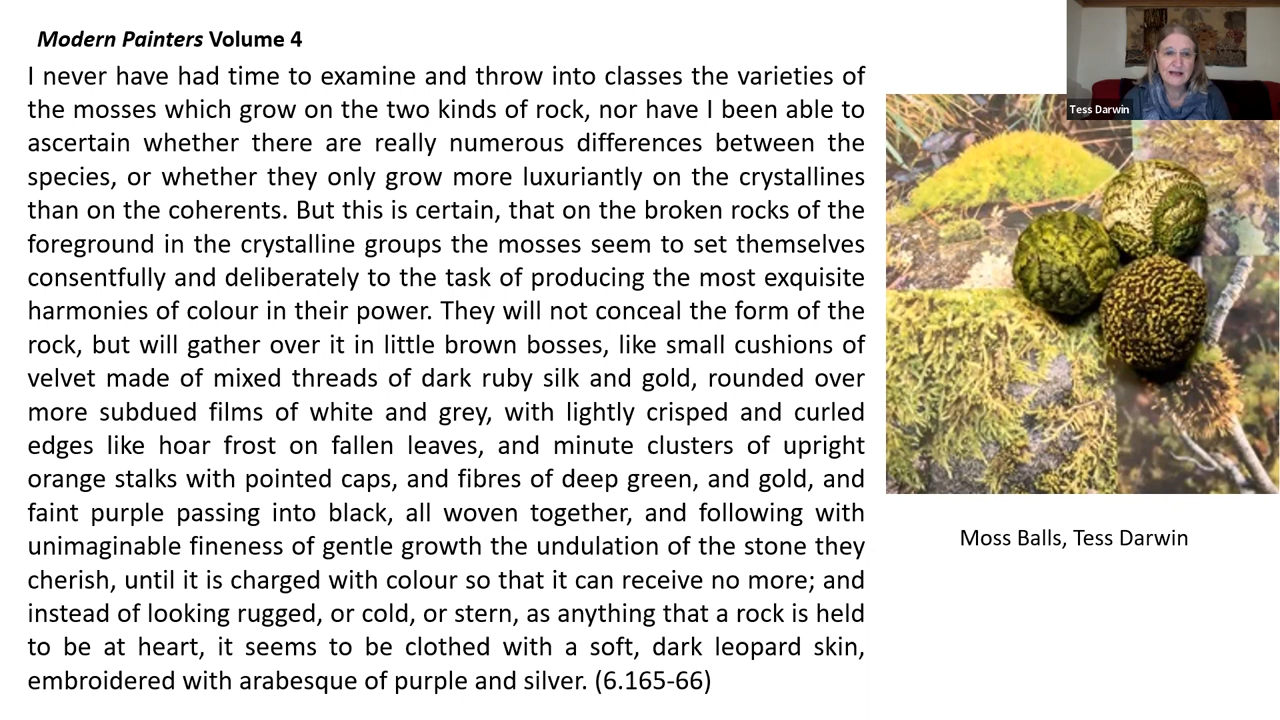 Modern Painters Volume 4
I never have had time to examine and throw into classes the varieties of
the mosses which grow on the two kinds of rock, nor have I been able to
ascertain whether there are really numerous differences between the
species, or whether they only grow more luxuriantly on the crystallines
than on the coherents. But this is certain, that on the broken rocks of the
foreground in the crystalline groups the mosses seem to set themselves
consentfully and deliberately to the task of producing the most exquisite
harmonies of colour in their power. They will not conceal the form of the
rock, but will gather over it in little brown bosses, like small cushions of
velvet made of mixed threads of dark ruby silk and gold, rounded over
more subdued films of white and grey, with lightly crisped and curled
edges like hoar frost on fallen leaves, and minute clusters of upright
orange stalks with pointed caps, and fibres of deep green, and gold, and
faint purple passing into black, all woven together, and following with
unimaginable fineness of gentle growth the undulation of the stone they
cherish, until it is charged with colour so that it can receive no more; and
instead of looking rugged, or cold, or stern, as anything that a rock is held
to be at heart, it seems to be clothed with a soft, dark leopard skin,
embroidered with arabesque of purple and silver. (6.165-66)
Tess Darwin
Moss Balls, Tess Darwin